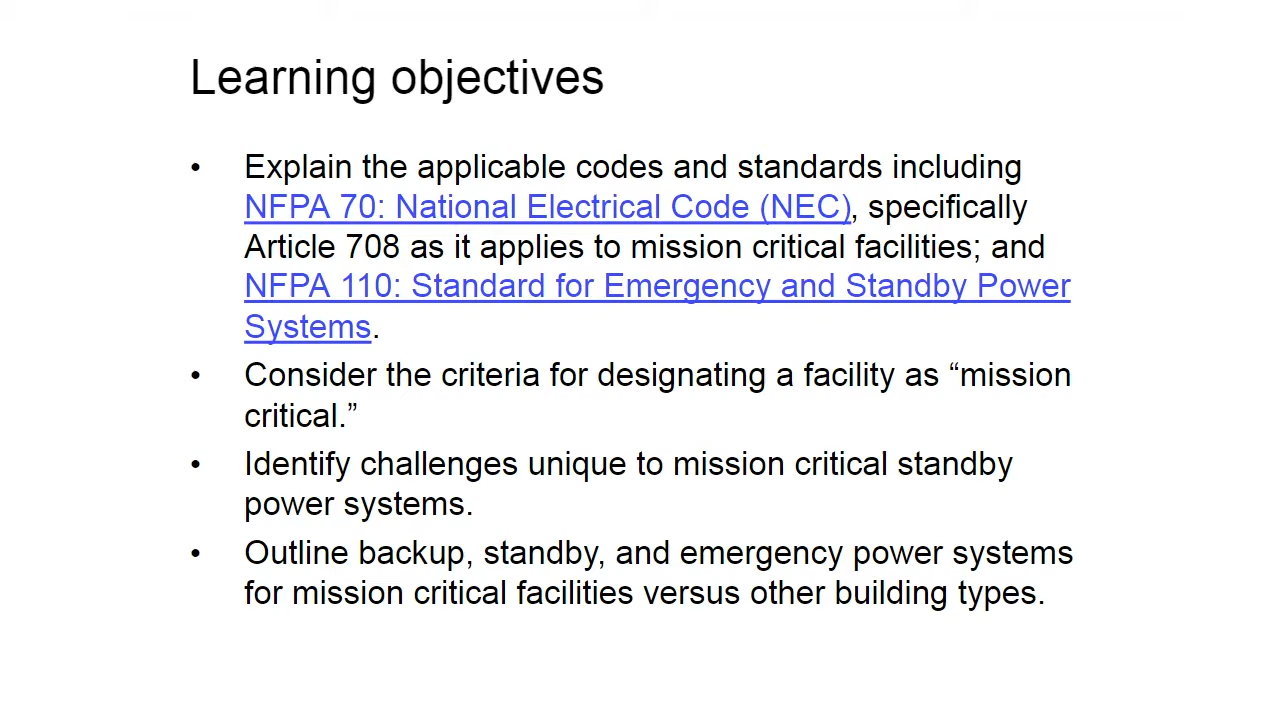 Learning objectives
• Explain the applicable codes and standards including
NFPA 70: National Electrical Code (NEC), specifically
Article 708 as it applies to mission critical facilities; and
NFPA 110: Standard for Emergency and Standby Power
Systems.
• Consider the criteria for designating a facility as “mission
critical.”
• Identify challenges unique to mission critical standby
power systems.
• Outline backup, standby, and emergency power systems
for mission critical facilities versus other building types.